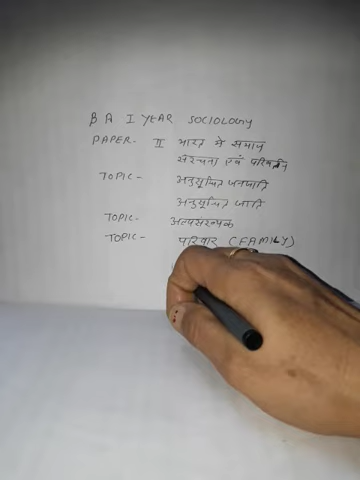 B A I YEAR SOCIOLOGY
PAPER- II भारत मे समाज
संरचना एवं परिवर्तन
TOPIC- अनुसूचित जनजाति
अनुसूचित जाति
TOPIC- अल्पसंख्यक
TOPIC- परिवार (FAMILY)